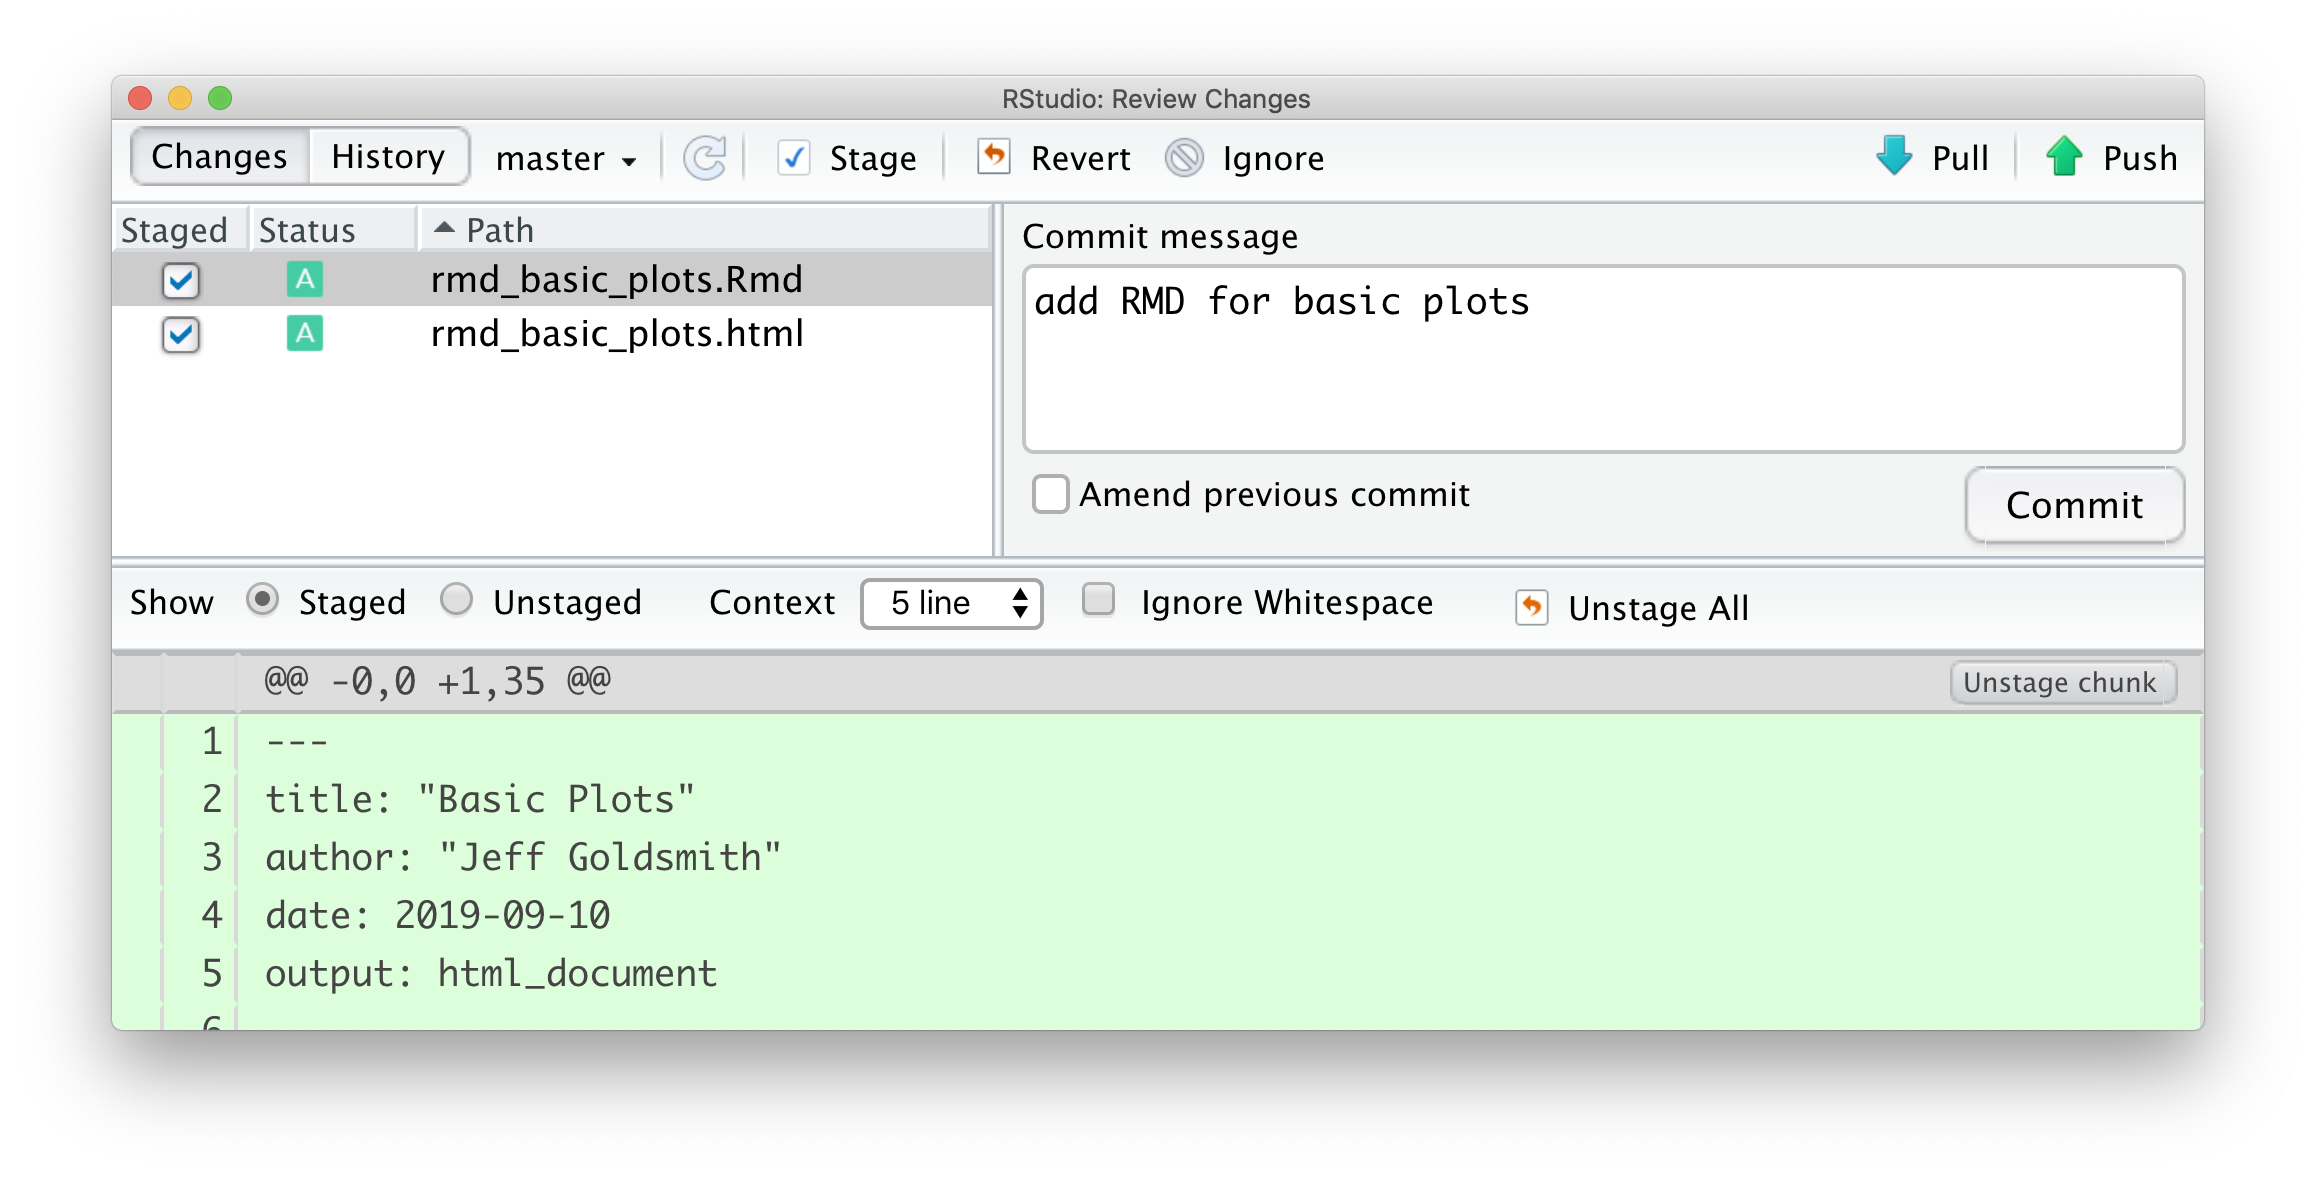 RStudio: Review Changes
Changes History master Stage Revert Ignore Pull Push
Staged Status Path
rmd_basic_plots.Rmd
rmd_basic_plots.html
Commit message
add RMD for basic plots
Amend previous commit
Commit
Show Staged Unstaged Context 5 line Ignore Whitespace Unstage All
@@ -0,0 +1,35 @@ Unstage chunk
1 ---
2 title: "Basic Plots"
3 author: "Jeff Goldsmith"
4 date: 2019-09-10
5 output: html_document
6